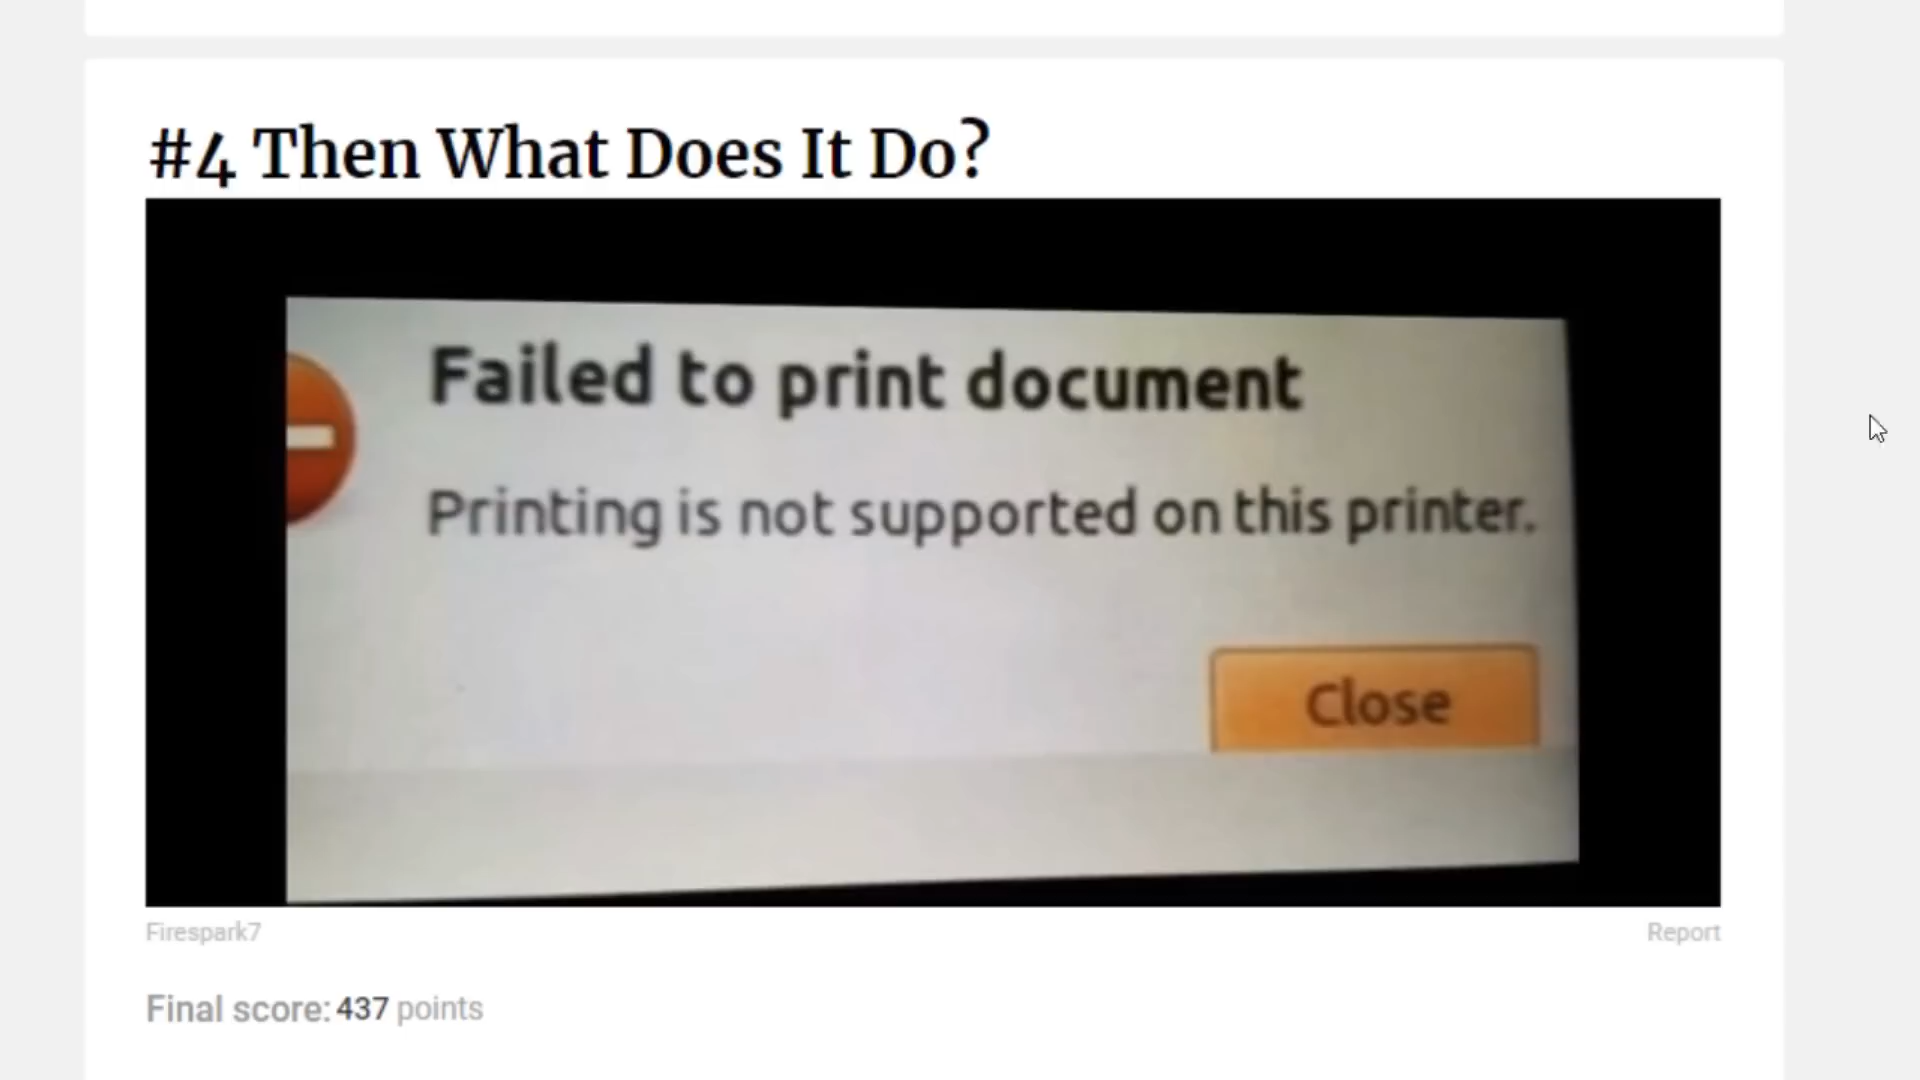 #4 Then What Does It Do?
Failed to print document
Printing is not supported on this printer.
Close
Firespark7
Report
Final score: 437 points